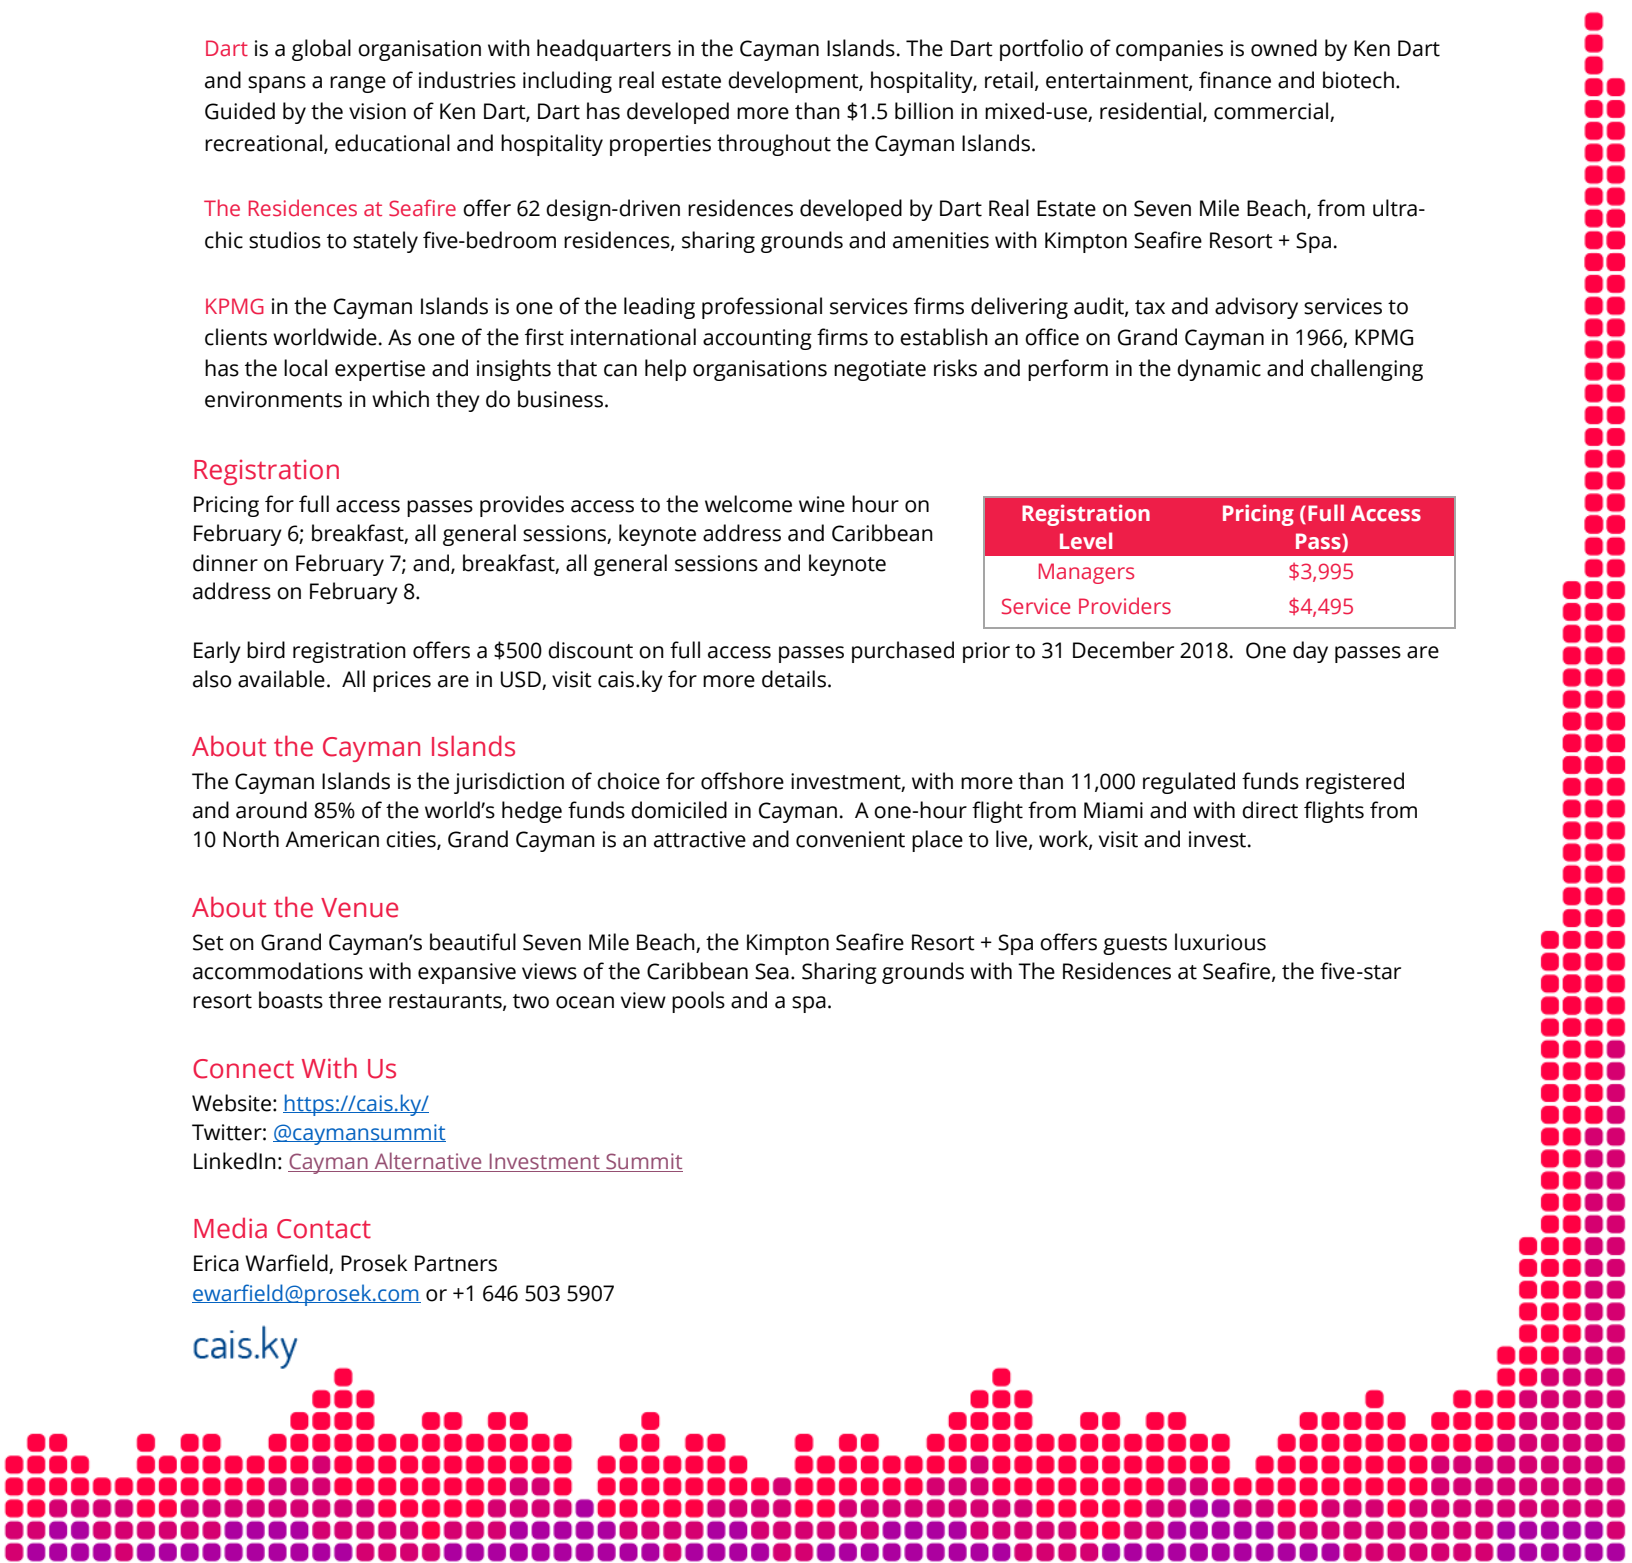 Dart is a global organisation with headquarters in the Cayman Islands. The Dart portfolio of companies is owned by Ken Dart
and spans a range of industries including real estate development, hospitality, retail, entertainment, finance and biotech.
Guided by the vision of Ken Dart, Dart has developed more than $1.5 billion in mixed-use, residential, commercial,
recreational, educational and hospitality properties throughout the Cayman Islands.
The Residences at Seafire offer 62 design-driven residences developed by Dart Real Estate on Seven Mile Beach, from ultra-
chic studios to stately five-bedroom residences, sharing grounds and amenities with Kimpton Seafire Resort + Spa.
KPMG in the Cayman Islands is one of the leading professional services firms delivering audit, tax and advisory services to
clients worldwide. As one of the first international accounting firms to establish an office on Grand Cayman in 1966, KPMG
has the local expertise and insights that can help organisations negotiate risks and perform in the dynamic and challenging
environments in which they do business.
Registration
Pricing for full access passes provides access to the welcome wine hour on
February 6; breakfast, all general sessions, keynote address and Caribbean
dinner on February 7; and, breakfast, all general sessions and keynote
address on February 8.
Registration Level
Pricing (Full Access Pass)
Managers $3,995
Service Providers $4,495
Early bird registration offers a $500 discount on full access passes purchased prior to 31 December 2018. One day passes are
also available. All prices are in USD, visit cais.ky for more details.
About the Cayman Islands
The Cayman Islands is the jurisdiction of choice for offshore investment, with more than 11,000 regulated funds registered
and around 85% of the world's hedge funds domiciled in Cayman. A one-hour flight from Miami and with direct flights from
10 North American cities, Grand Cayman is an attractive and convenient place to live, work, visit and invest.
About the Venue
Set on Grand Cayman's beautiful Seven Mile Beach, the Kimpton Seafire Resort + Spa offers guests luxurious
accommodations with expansive views of the Caribbean Sea. Sharing grounds with The Residences at Seafire, the five-star
resort boasts three restaurants, two ocean view pools and a spa.
Connect With Us
Website: https://cais.ky/
Twitter: @caymansummit
LinkedIn: Cayman Alternative Investment Summit
Media Contact
Erica Warfield, Prosek Partners
ewarfield@prosek.com or +1 646 503 5907
cais.ky